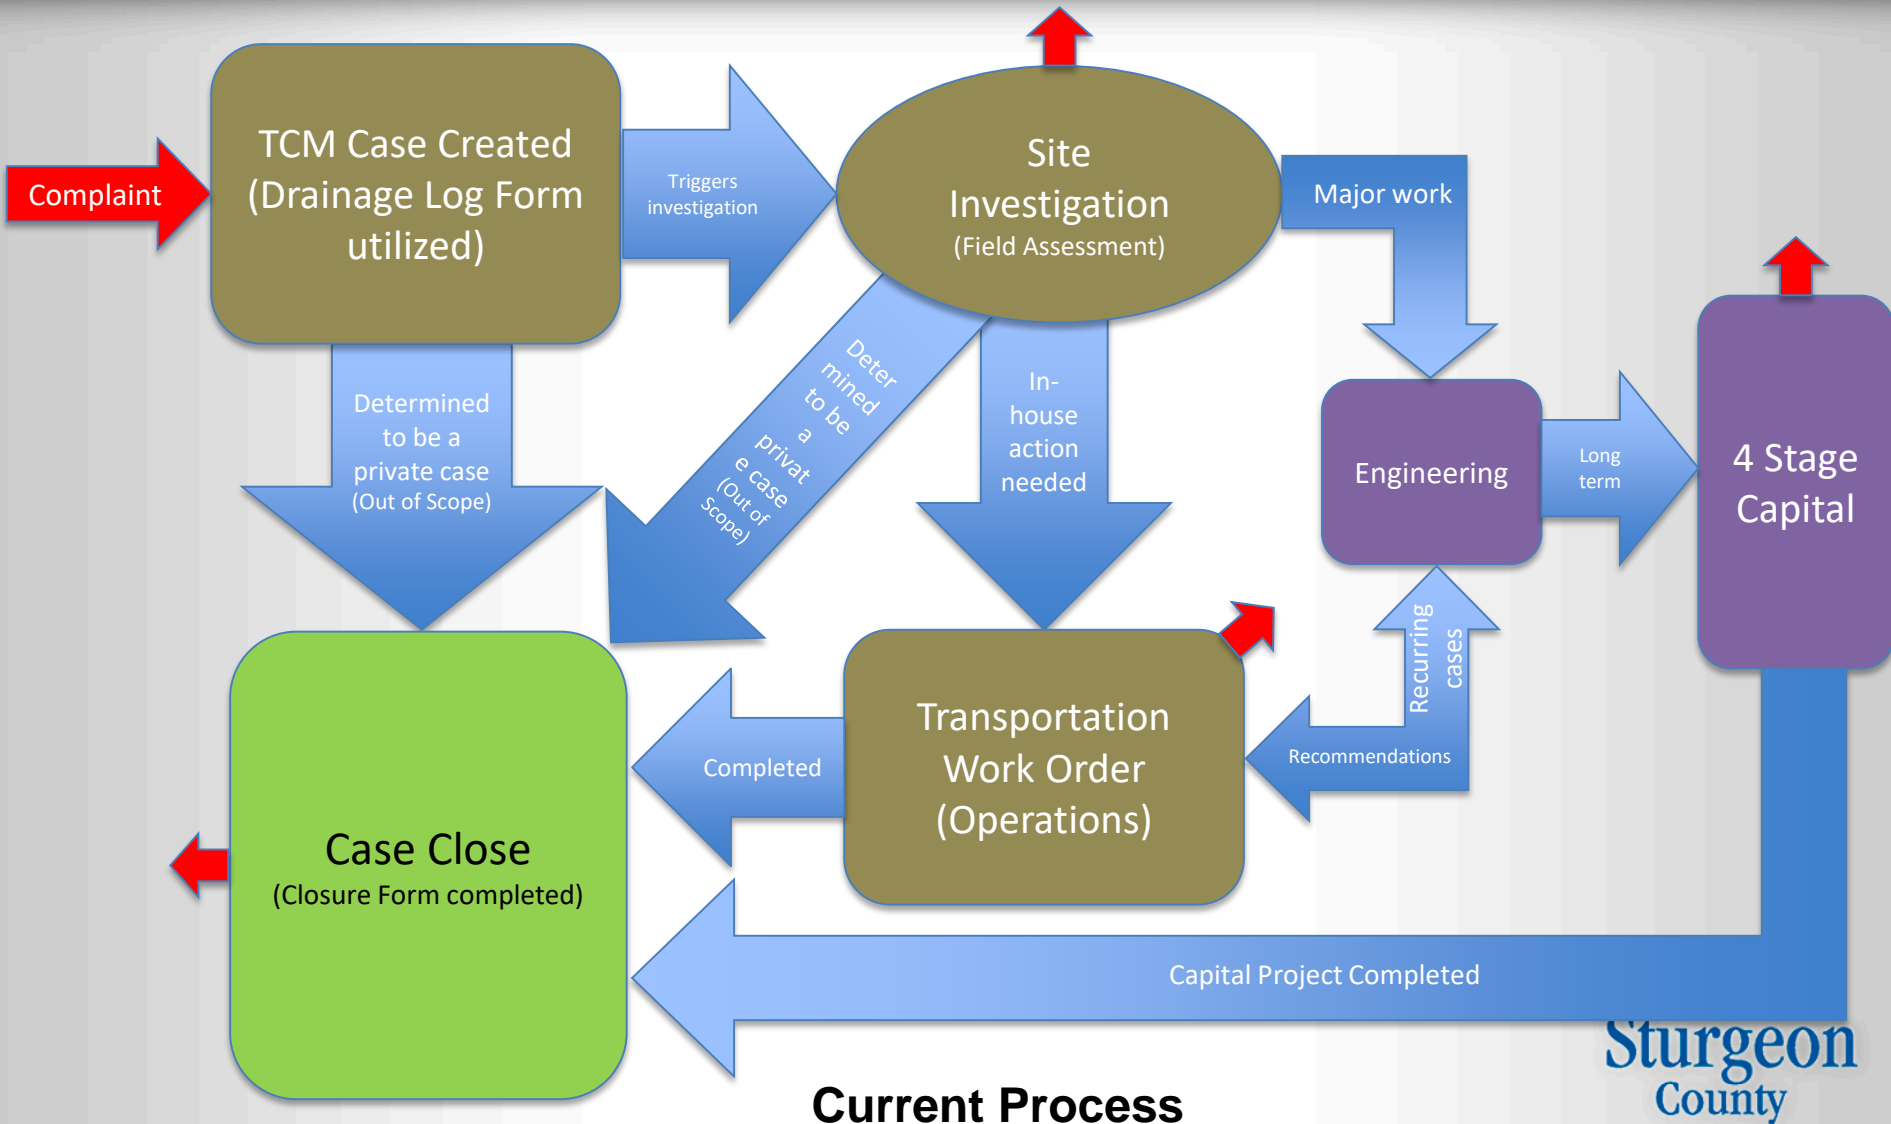 Complaint
TCM Case Created
(Drainage Log Form
utilized)
Triggers
investigation
Site
Investigation
(Field Assessment)
Major work
Determined
to be a
private case
(Out of Scope)
Deter
mined
to be
a
privat
e case
(Out of
Scope)
In-
house
action
needed
Engineering
Long
term
4 Stage
Capital
Recurring
cases
Recommendations
Transportation
Work Order
(Operations)
Completed
Case Close
(Closure Form completed)
Capital Project Completed
Sturgeon
County
Current Process